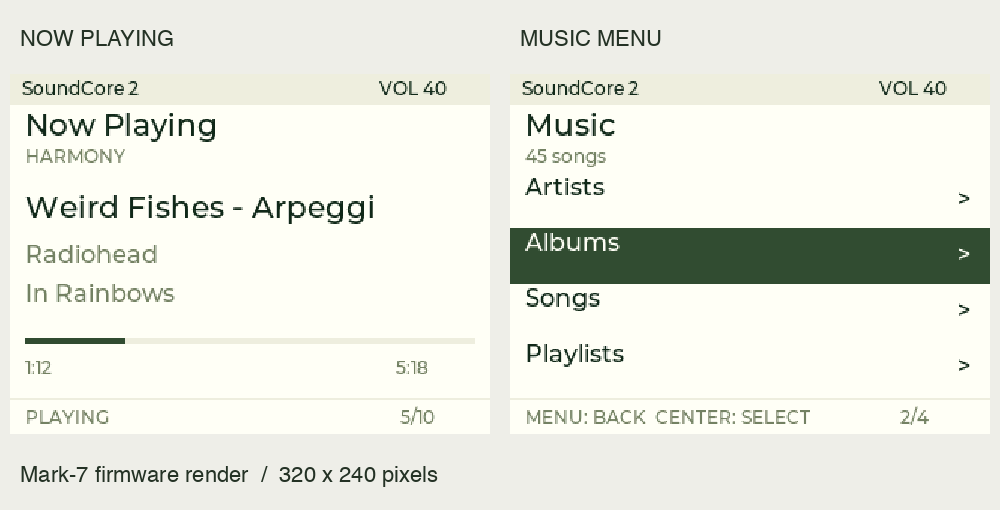 NOW PLAYING
SoundCore 2 VOL 40
Now Playing
HARMONY
Weird Fishes - Arpeggi
Radiohead
In Rainbows
1:12 5:18
PLAYING 5/10
MUSIC MENU
SoundCore 2 VOL 40
Music
45 songs
Artists >
Albums >
Songs >
Playlists >
MENU: BACK CENTER: SELECT 2/4
Mark-7 firmware render / 320 x 240 pixels